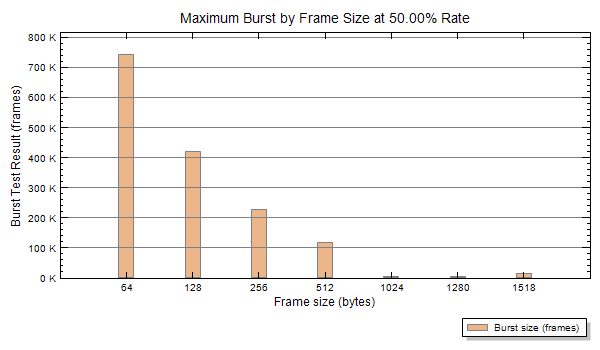 Maximum Burst by Frame Size at 50.00% Rate
800 K
700 K
600 K
500 K
400 K
300 K
200 K
100 K
0 K
Burst Test Result (frames)
64 128 256 512 1024 1280 1518
Frame size (bytes)
Burst size (frames)